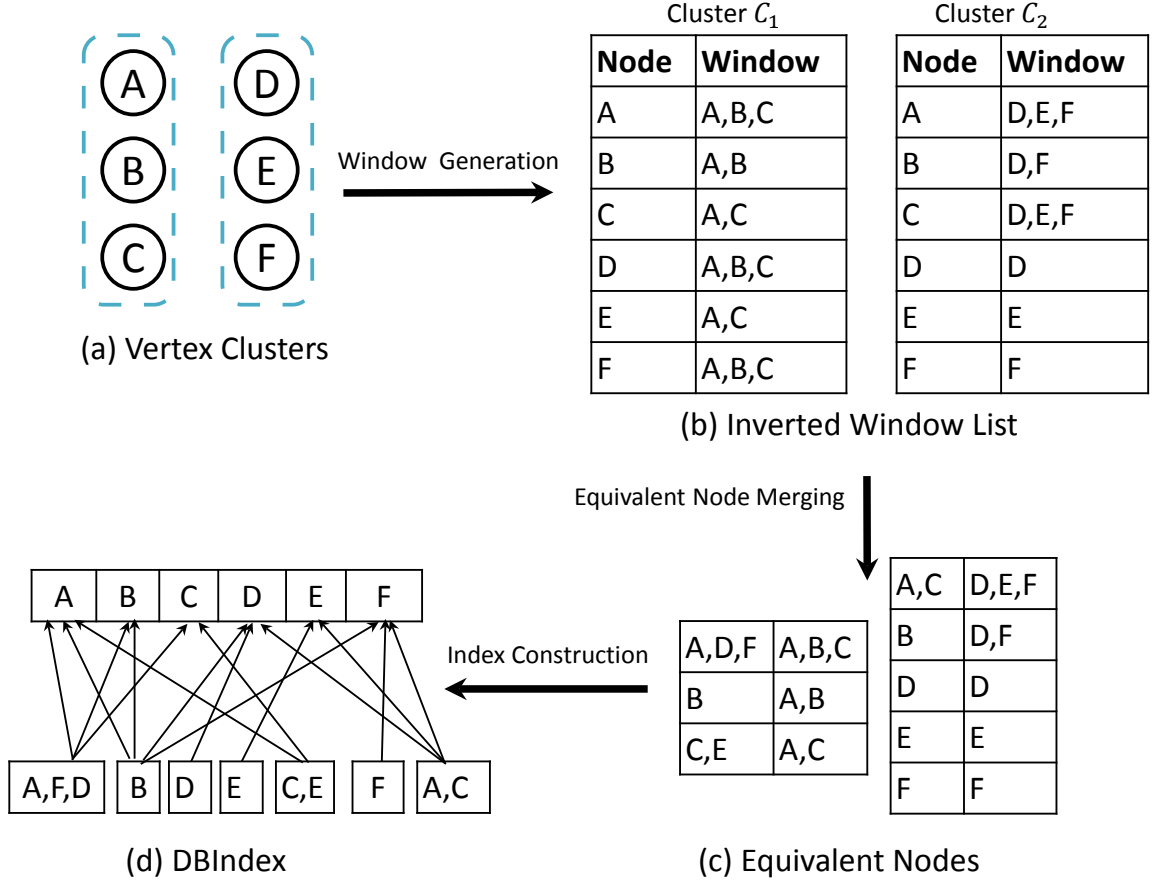 Cluster C₁ Cluster C₂
A D
B E
C F
(a) Vertex Clusters
Window Generation
Node Window Node Window
A A,B,C A D,E,F
B A,B B D,F
C A,C C D,E,F
D A,B,C D D
E A,C E E
F A,B,C F F
(b) Inverted Window List
Equivalent Node Merging
A,D,F A,B,C
B A,B
C,E A,C
A,C D,E,F
B D,F
D D
E E
F F
(c) Equivalent Nodes
Index Construction
A B C D E F
A,F,D B D E C,E F A,C
(d) DBIndex